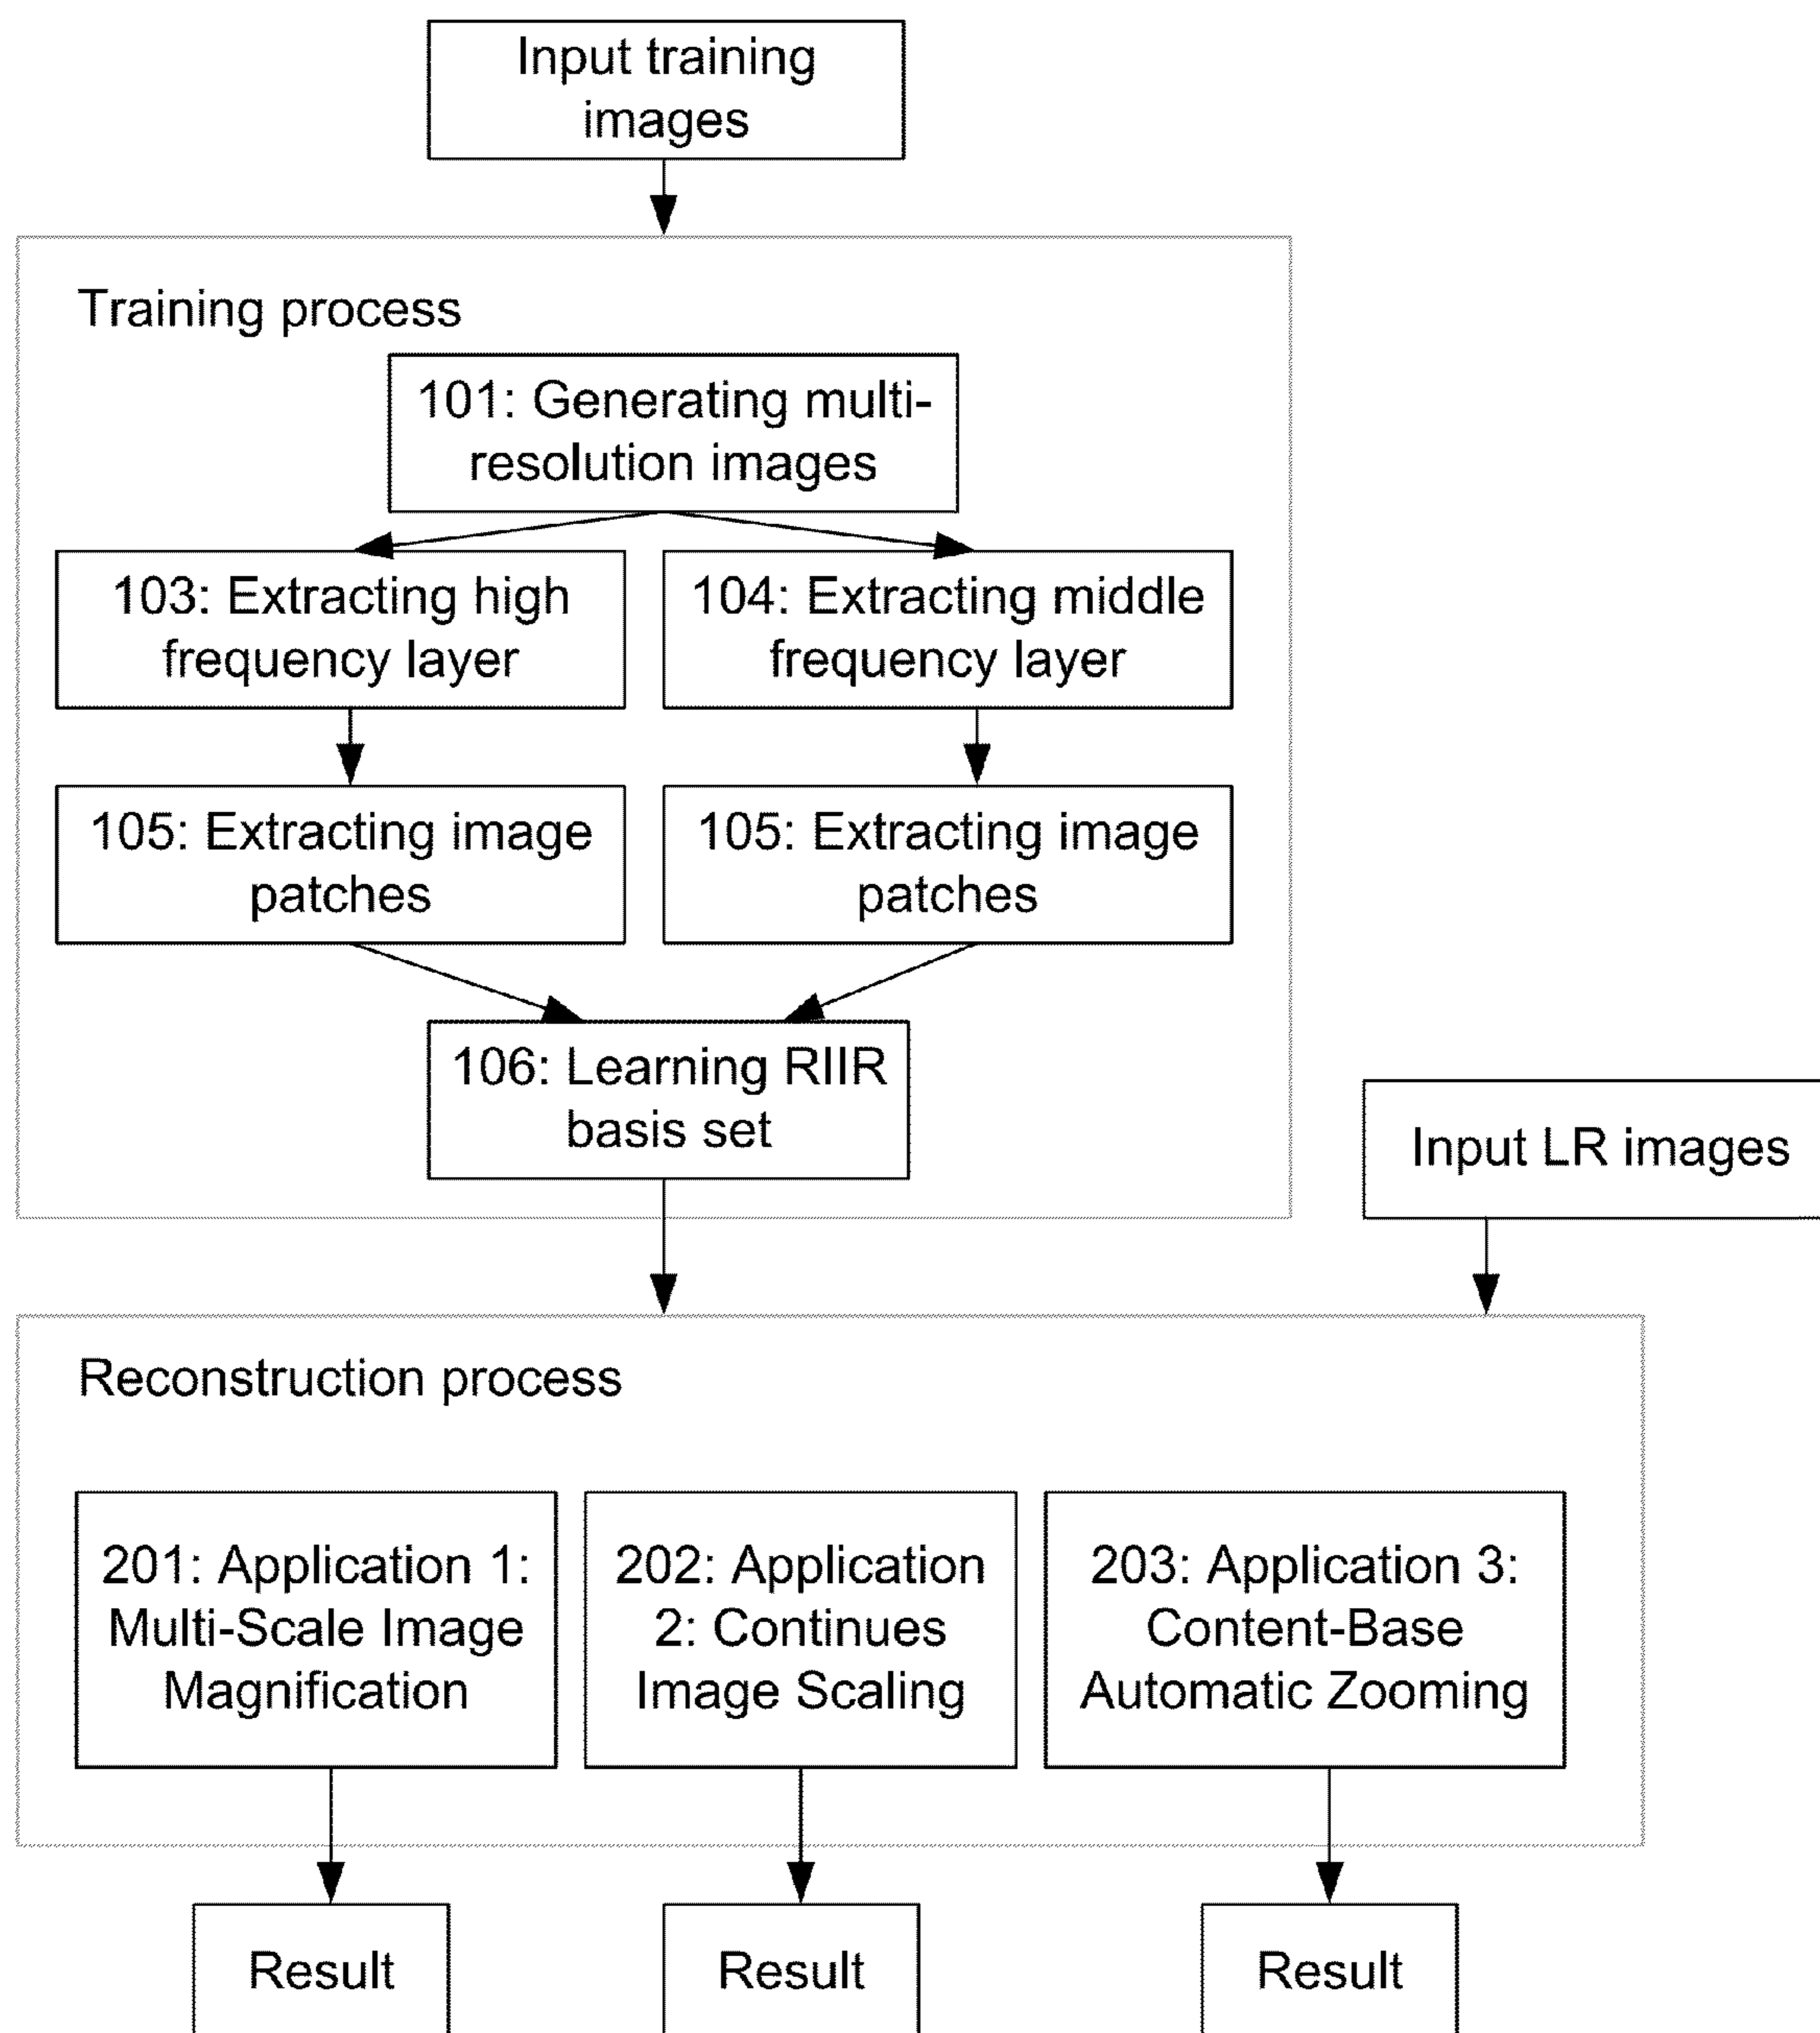 Input training
images
Training process
101: Generating multi-
resolution images
103: Extracting high
frequency layer
104: Extracting middle
frequency layer
105: Extracting image
patches
105: Extracting image
patches
106: Learning RIIR
basis set
Input LR images
Reconstruction process
201: Application 1:
Multi-Scale Image
Magnification
202: Application
2: Continues
Image Scaling
203: Application 3:
Content-Base
Automatic Zooming
Result
Result
Result